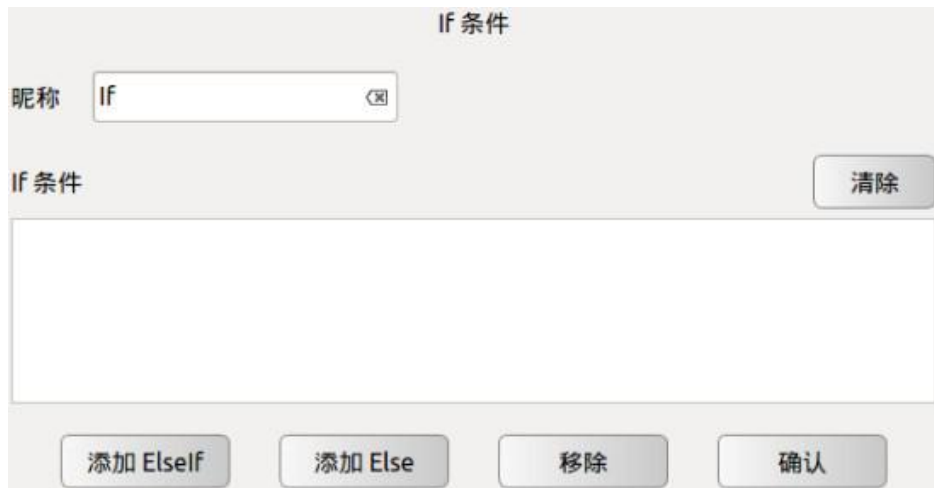 If 条件
昵称 If
If 条件 清除
添加 ElseIf 添加 Else 移除 确认